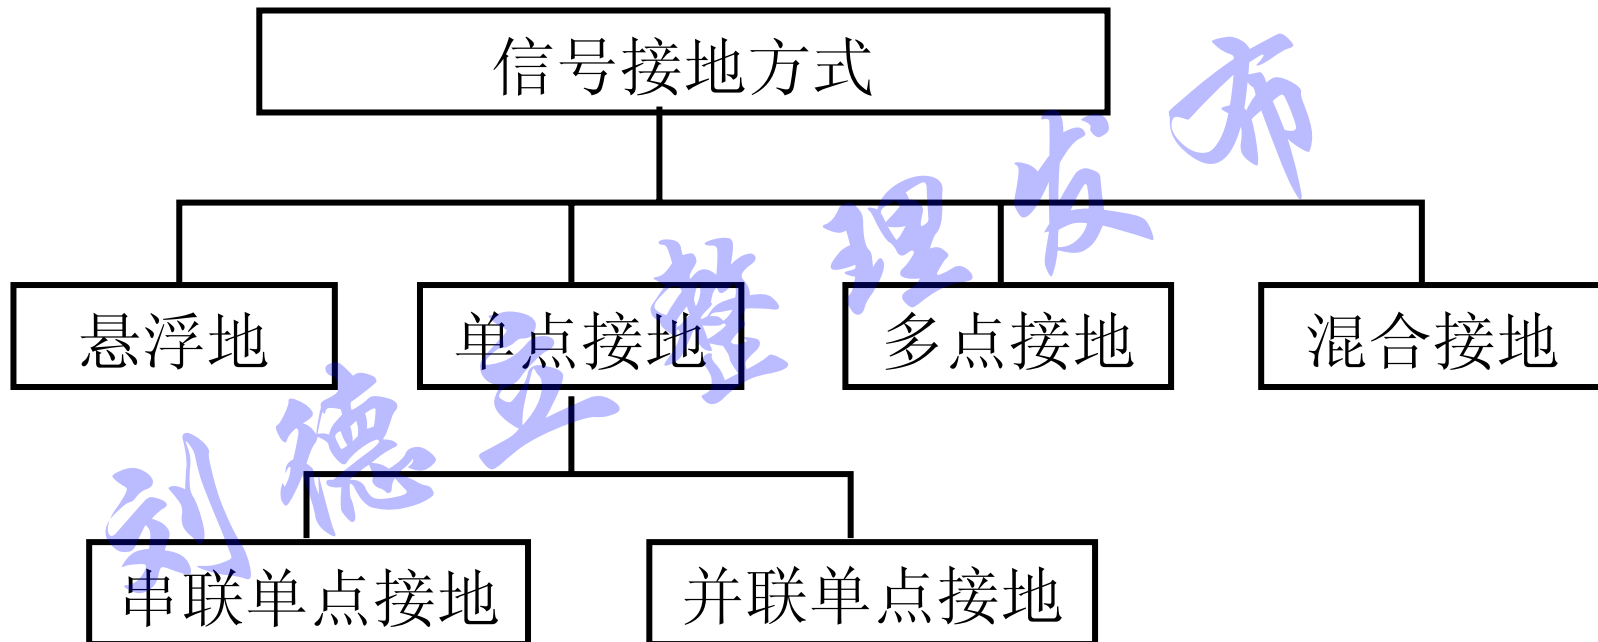 信号接地方式
悬浮地
单点接地
多点接地
混合接地
串联单点接地
并联单点接地
刘德立整理发布